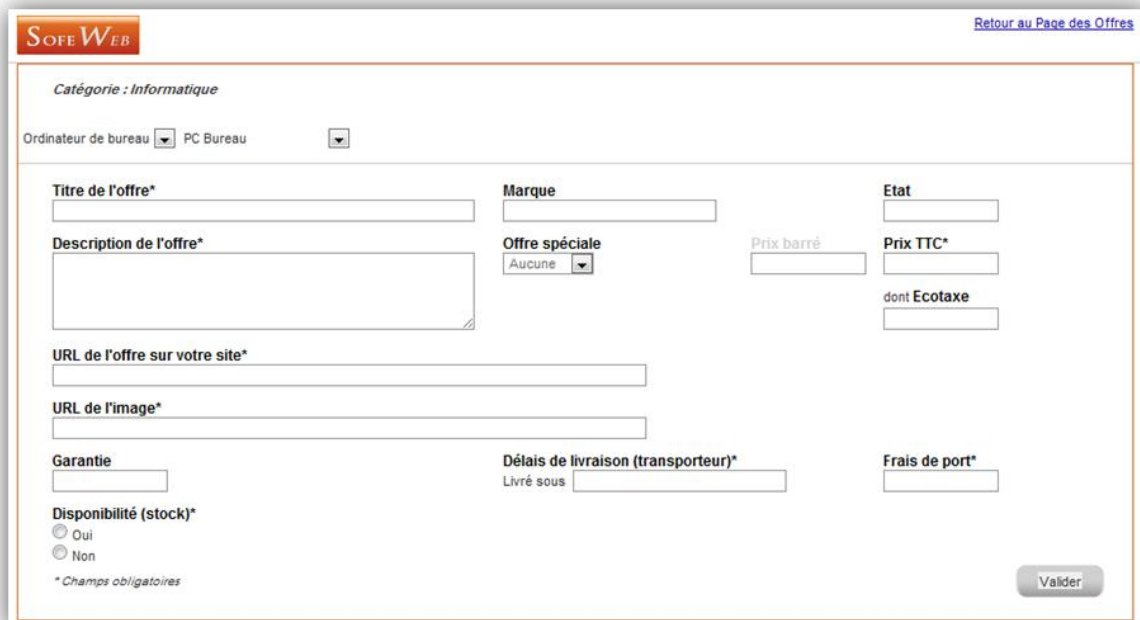 SOFE WEB
Retour au Page des Offres
Catégorie : Informatique
Ordinateur de bureau PC Bureau
Titre de l'offre* Marque Etat
Description de l'offre* Offre spéciale Prix barré Prix TTC*
Aucune
dont Ecotaxe
URL de l'offre sur votre site*
URL de l'image*
Garantie Délais de livraison (transporteur)* Frais de port*
Livré sous
Disponibilité (stock)*
Oui
Non
* Champs obligatoires
Valider